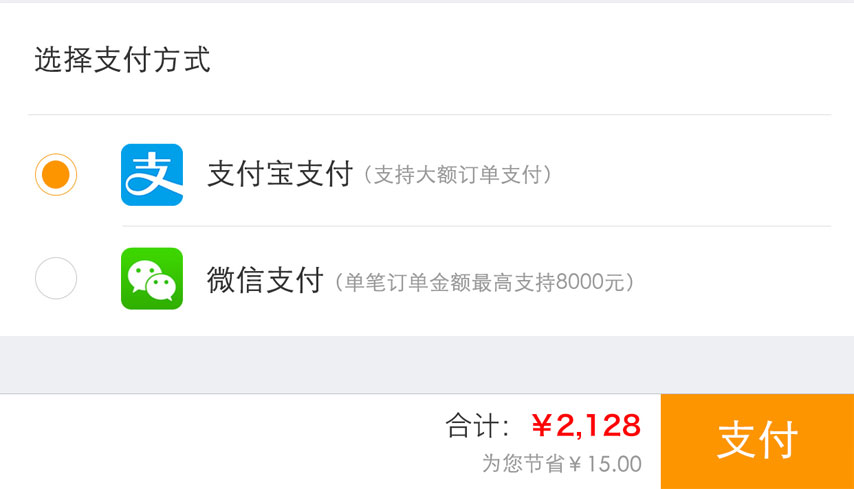 选择支付方式
支付宝支付（支持大额订单支付）
微信支付（单笔订单金额最高支持8000元）
合计：￥2,128
为您节省￥15.00
支付